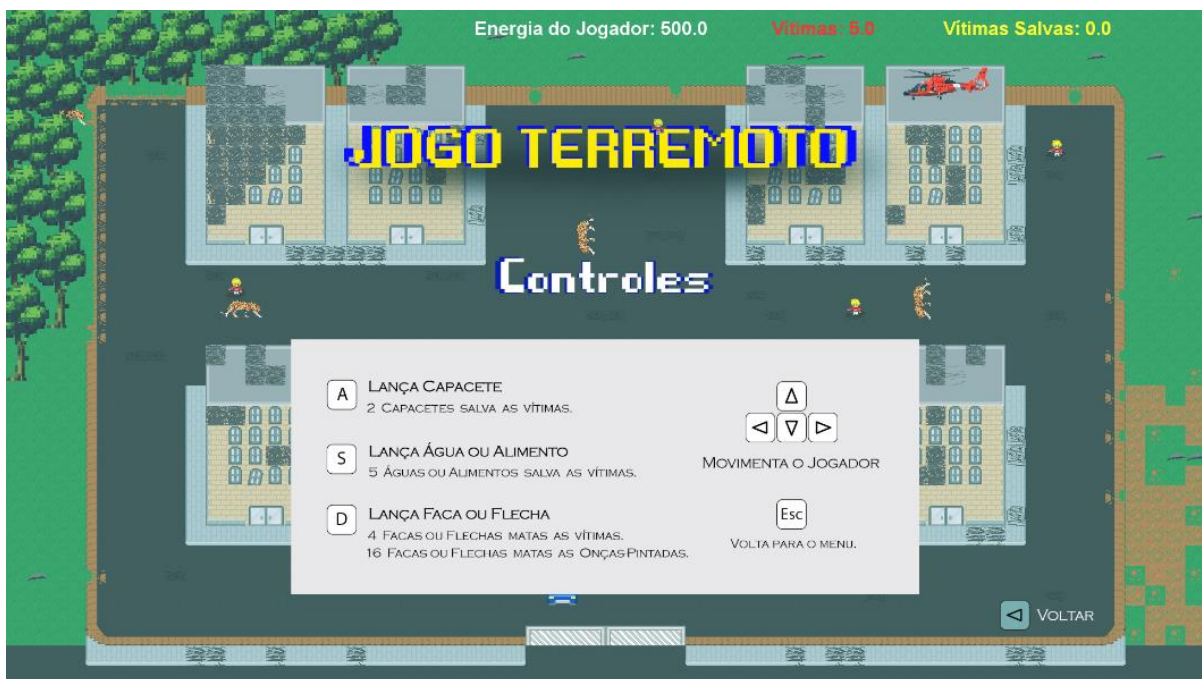 Energia do Jogador: 500.0 Vítimas: 5.0 Vítimas Salvas: 0.0
JOGO TERREMOTO
Controles
A LANÇA CAPACETE
2 CAPACETES SALVA AS VÍTIMAS.
S LANÇA ÁGUA OU ALIMENTO
5 ÁGUAS OU ALIMENTOS SALVA AS VÍTIMAS.
D LANÇA FACA OU FLECHA
4 FACAS OU FLECHAS MATAS AS VÍTIMAS.
16 FACAS OU FLECHAS MATAS AS ONÇAS-PINTADAS.
MOVIMENTA O JOGADOR
Esc
VOLTA PARA O MENU.
VOLTAR